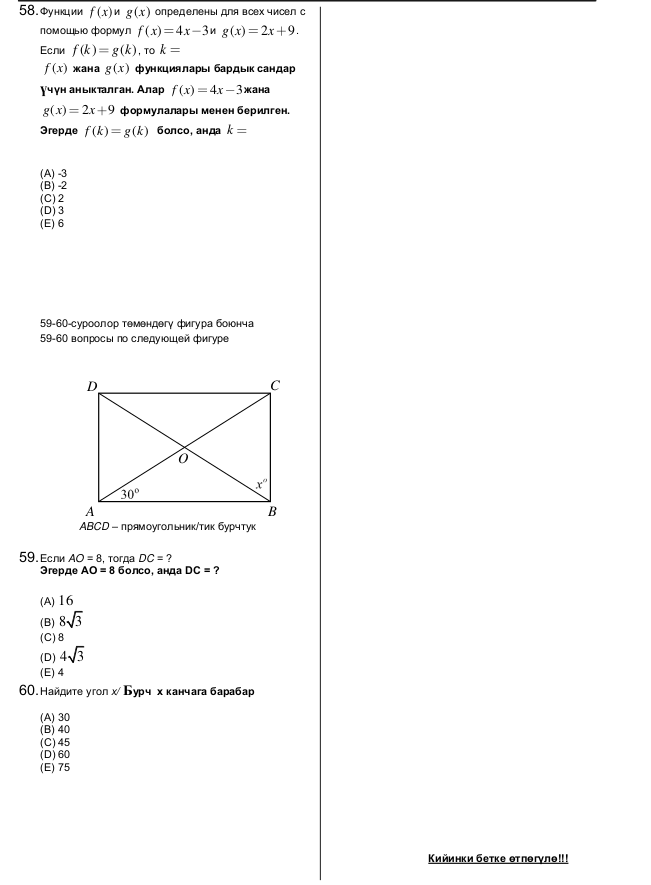 58. Функции f(x) и g(x) определены для всех чисел с
помощью формул f(x)=4x−3 и g(x)=2x+9.
Если f(k)=g(k), то k =
f(x) жана g(x) функциялары бардык сандар
үчүн аныкталган. Алар f(x)=4x−3 жана
g(x)=2x+9 формулалары менен берилген.
Эгерде f(k)=g(k) болсо, анда k =
(A) -3
(B) -2
(C) 2
(D) 3
(E) 6
59-60-суроолор төмөндөгү фигура боюнча
59-60 вопросы по следующей фигуре
D C
O
30° x°
A B
ABCD – прямоугольник/тик бурчтук
59. Если AO = 8, тогда DC = ?
Эгерде AO = 8 болсо, анда DC = ?
(A) 16
(B) 8√3
(C) 8
(D) 4√3
(E) 4
60. Найдите угол x/ Бурч x канчага барабар
(A) 30
(B) 40
(C) 45
(D) 60
(E) 75
Кийинки бетке өтпөгүлө!!!